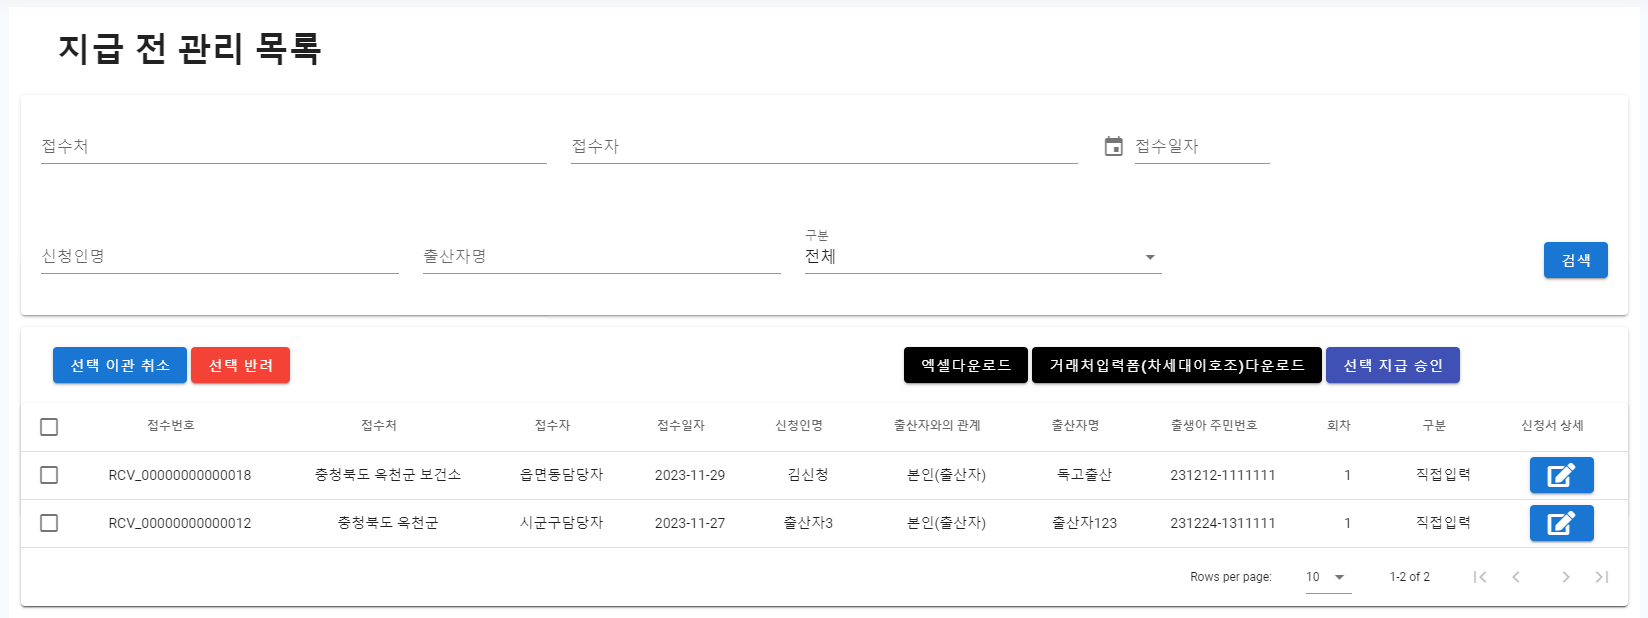 지급 전 관리 목록
접수처 접수자 접수일자
구분
신청인명 출산자명 전체 검색
선택 이관 취소 선택 반려 엑셀다운로드 거래처입력폼(차세대이호조)다운로드 선택 지급 승인
접수번호 접수처 접수자 접수일자 신청인명 출산자와의 관계 출산자명 출생아 주민번호 회차 구분 신청서 상세
RCV_00000000000018 충청북도 옥천군 보건소 읍면동담당자 2023-11-29 김신청 본인(출산자) 독고출산 231212-1111111 1 직접입력
RCV_00000000000012 충청북도 옥천군 시군구담당자 2023-11-27 출산자3 본인(출산자) 출산자123 231224-1311111 1 직접입력
Rows per page: 10 1-2 of 2